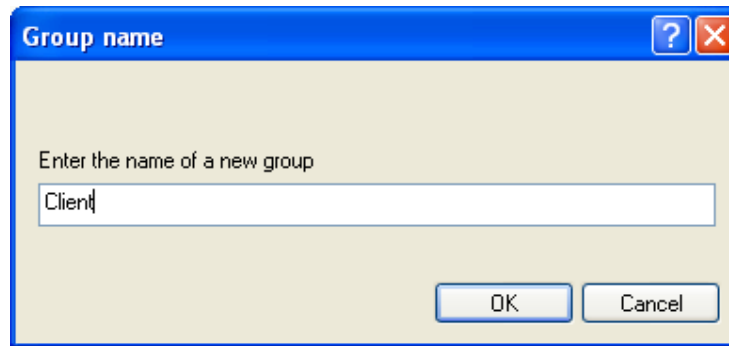 Group name
?
Enter the name of a new group
Client
OK
Cancel